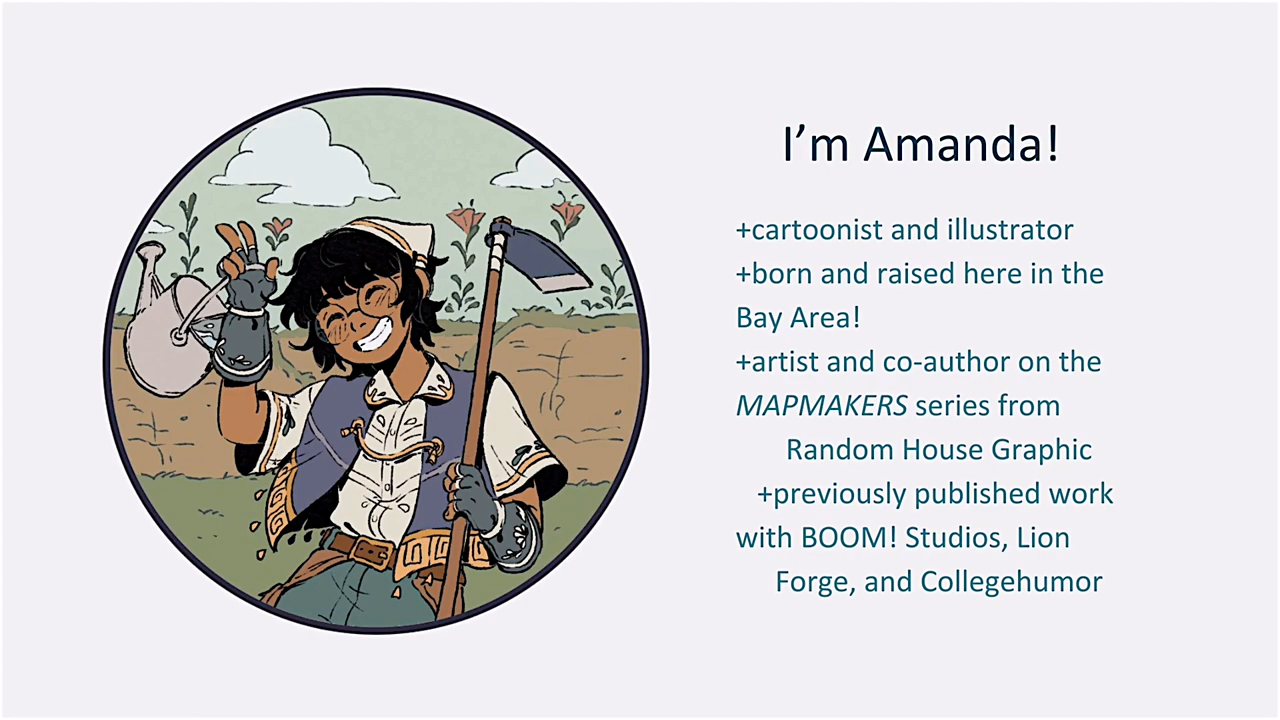 I’m Amanda!
+cartoonist and illustrator
+born and raised here in the
Bay Area!
+artist and co-author on the
MAPMAKERS series from
Random House Graphic
+previously published work
with BOOM! Studios, Lion
Forge, and Collegehumor